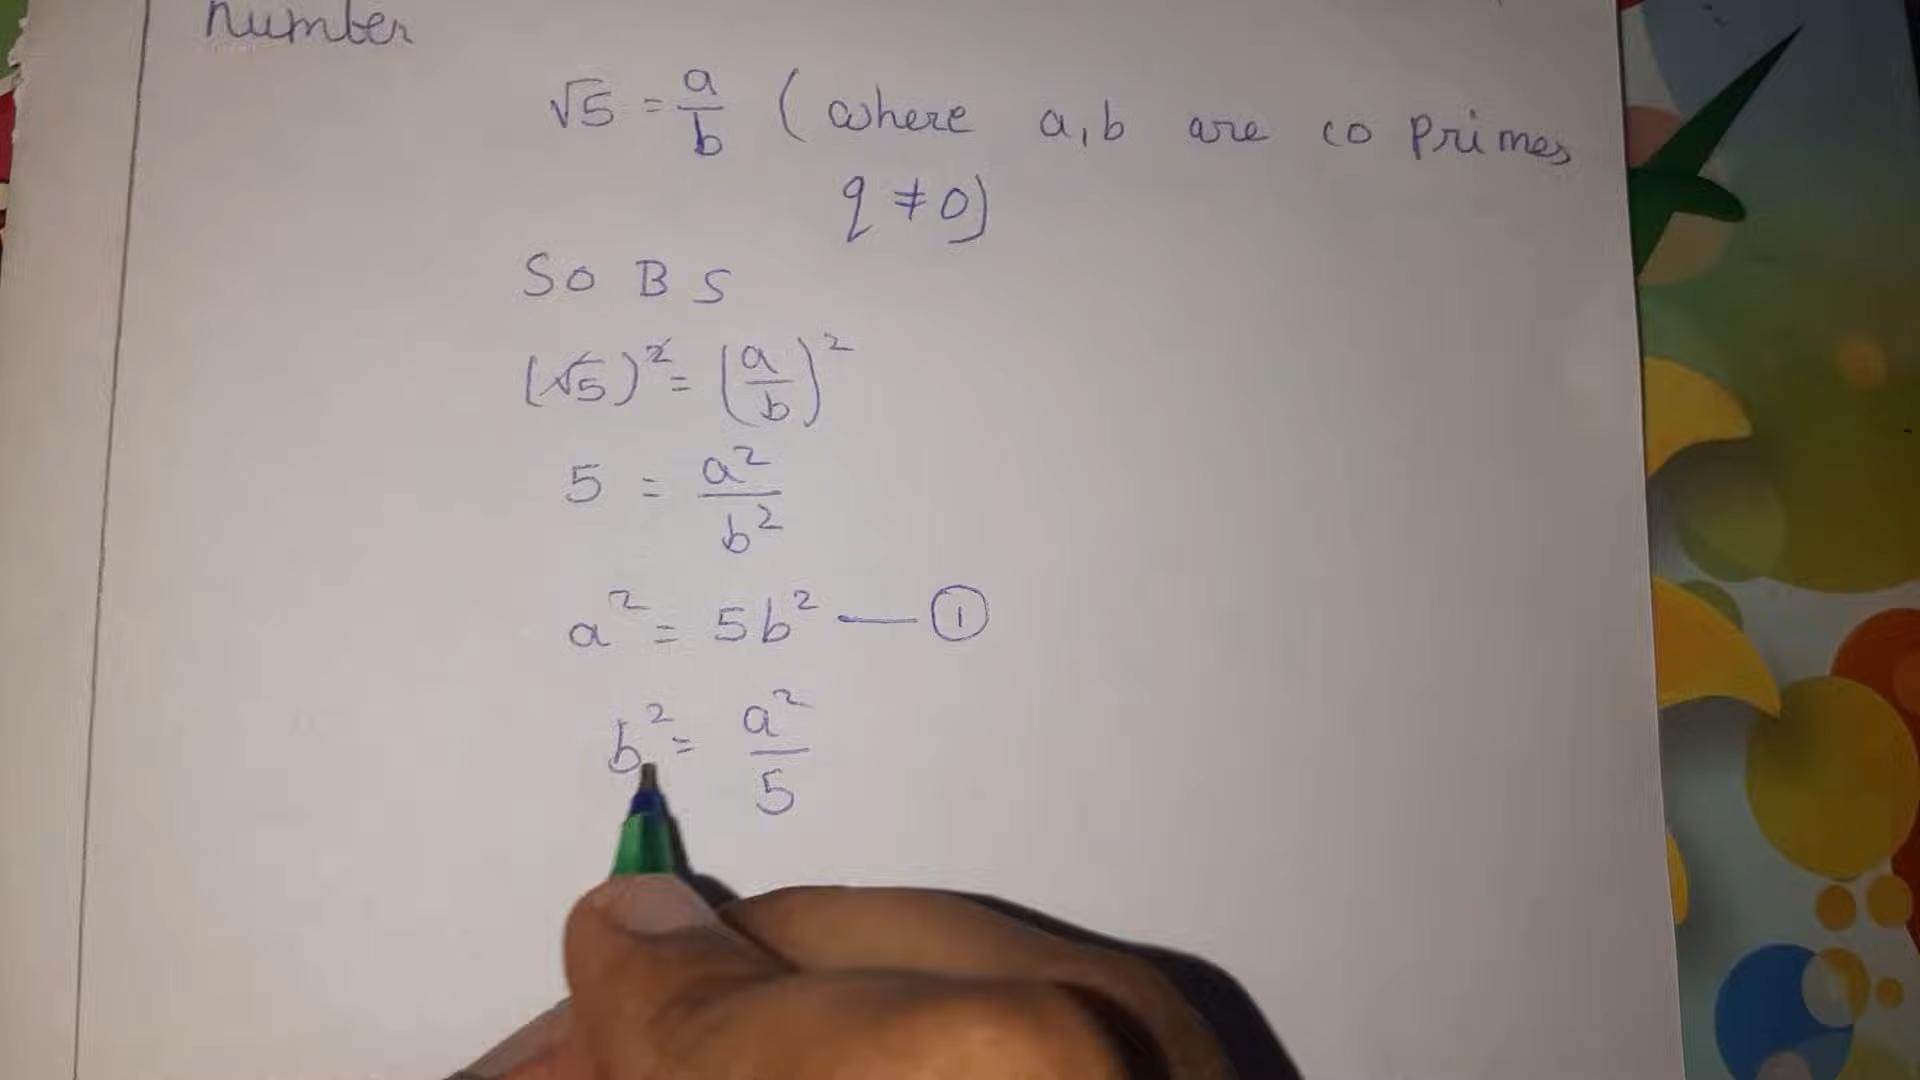 number
√5 = a/b (where a,b are co primes
q ≠ 0)
S O B S
(√5)² = (a/b)²
5 = a²/b²
a² = 5b² — ①
b² = a²/5